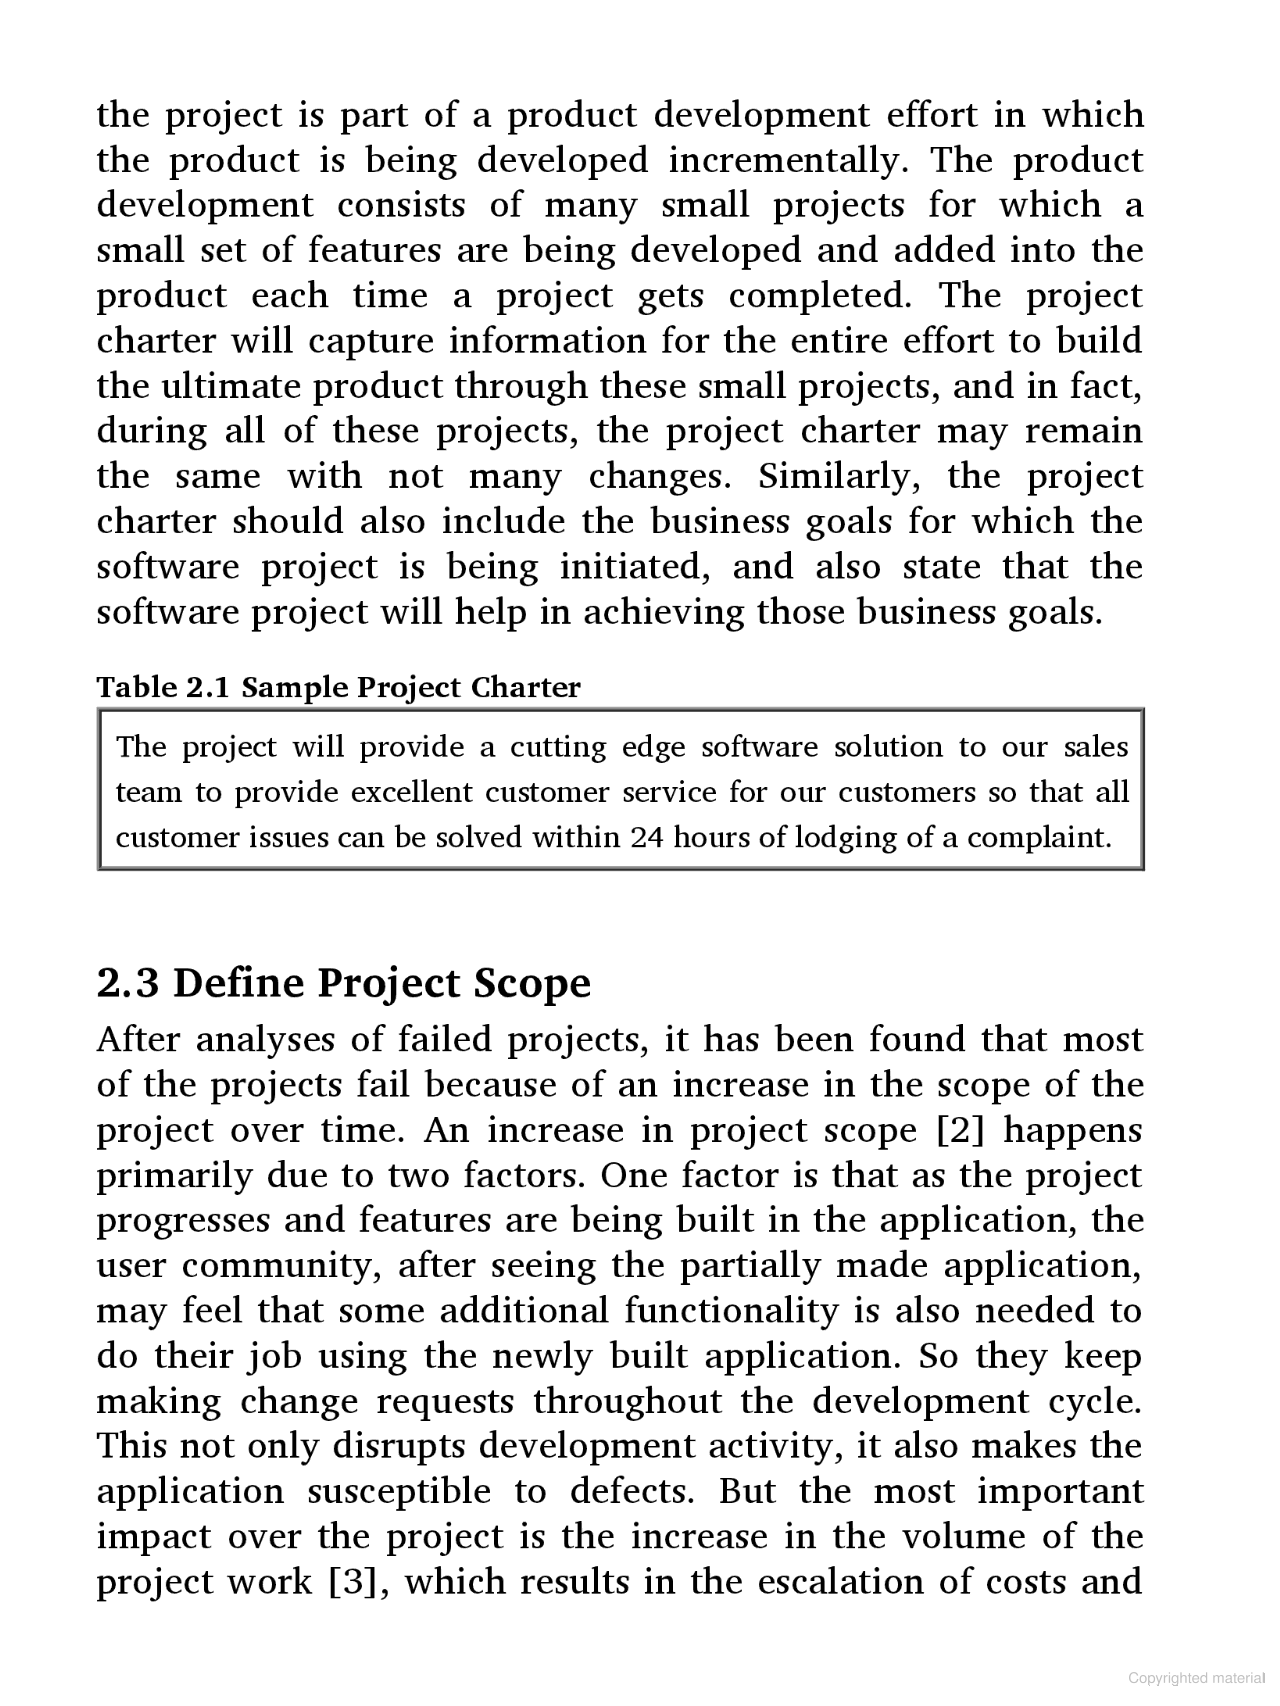 the project is part of a product development effort in which
the product is being developed incrementally. The product
development consists of many small projects for which a
small set of features are being developed and added into the
product each time a project gets completed. The project
charter will capture information for the entire effort to build
the ultimate product through these small projects, and in fact,
during all of these projects, the project charter may remain
the same with not many changes. Similarly, the project
charter should also include the business goals for which the
software project is being initiated, and also state that the
software project will help in achieving those business goals.
Table 2.1 Sample Project Charter
The project will provide a cutting edge software solution to our sales
team to provide excellent customer service for our customers so that all
customer issues can be solved within 24 hours of lodging of a complaint.
2.3 Define Project Scope
After analyses of failed projects, it has been found that most
of the projects fail because of an increase in the scope of the
project over time. An increase in project scope [2] happens
primarily due to two factors. One factor is that as the project
progresses and features are being built in the application, the
user community, after seeing the partially made application,
may feel that some additional functionality is also needed to
do their job using the newly built application. So they keep
making change requests throughout the development cycle.
This not only disrupts development activity, it also makes the
application susceptible to defects. But the most important
impact over the project is the increase in the volume of the
project work [3], which results in the escalation of costs and
Copyrighted material